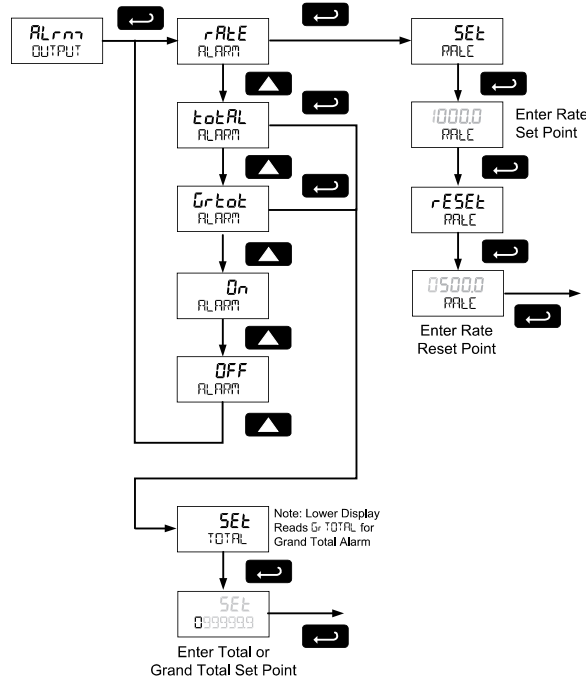 ALrm
OUTPUT
rAtE
ALARM
totAL
ALARM
Grtot
ALARM
On
ALARM
OFF
ALARM
SEt
RAtE
1000.0
RAtE
Enter Rate
Set Point
rESEt
RAtE
0500.0
RAtE
Enter Rate
Reset Point
SEt
TOTAL
Note: Lower Display
Reads Gr TOTAL for
Grand Total Alarm
SEt
0999999
Enter Total or
Grand Total Set Point